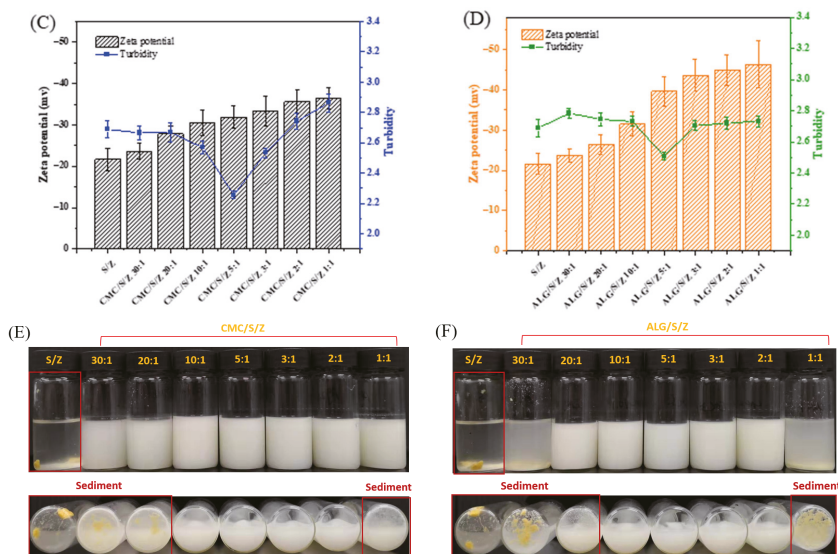 (C)
Zeta potential
Turbidity
Zeta potential (mv)
−50
−40
−30
−20
−10
0
3.4
3.2
3.0
2.8
2.6
2.4
2.2
2.0
Turbidity
S/Z
CMC/S/Z 30:1
CMC/S/Z 20:1
CMC/S/Z 10:1
CMC/S/Z 5:1
CMC/S/Z 3:1
CMC/S/Z 2:1
CMC/S/Z 1:1
(D)
Zeta potential
Turbidity
Zeta potential (mv)
−50
−40
−30
−20
−10
0
3.4
3.2
3.0
2.8
2.6
2.4
2.2
2.0
Turbidity
S/Z
ALG/S/Z 30:1
ALG/S/Z 20:1
ALG/S/Z 10:1
ALG/S/Z 5:1
ALG/S/Z 3:1
ALG/S/Z 2:1
ALG/S/Z 1:1
(E)
CMC/S/Z
S/Z 30:1 20:1 10:1 5:1 3:1 2:1 1:1
Sediment Sediment
(F)
ALG/S/Z
S/Z 30:1 20:1 10:1 5:1 3:1 2:1 1:1
Sediment Sediment